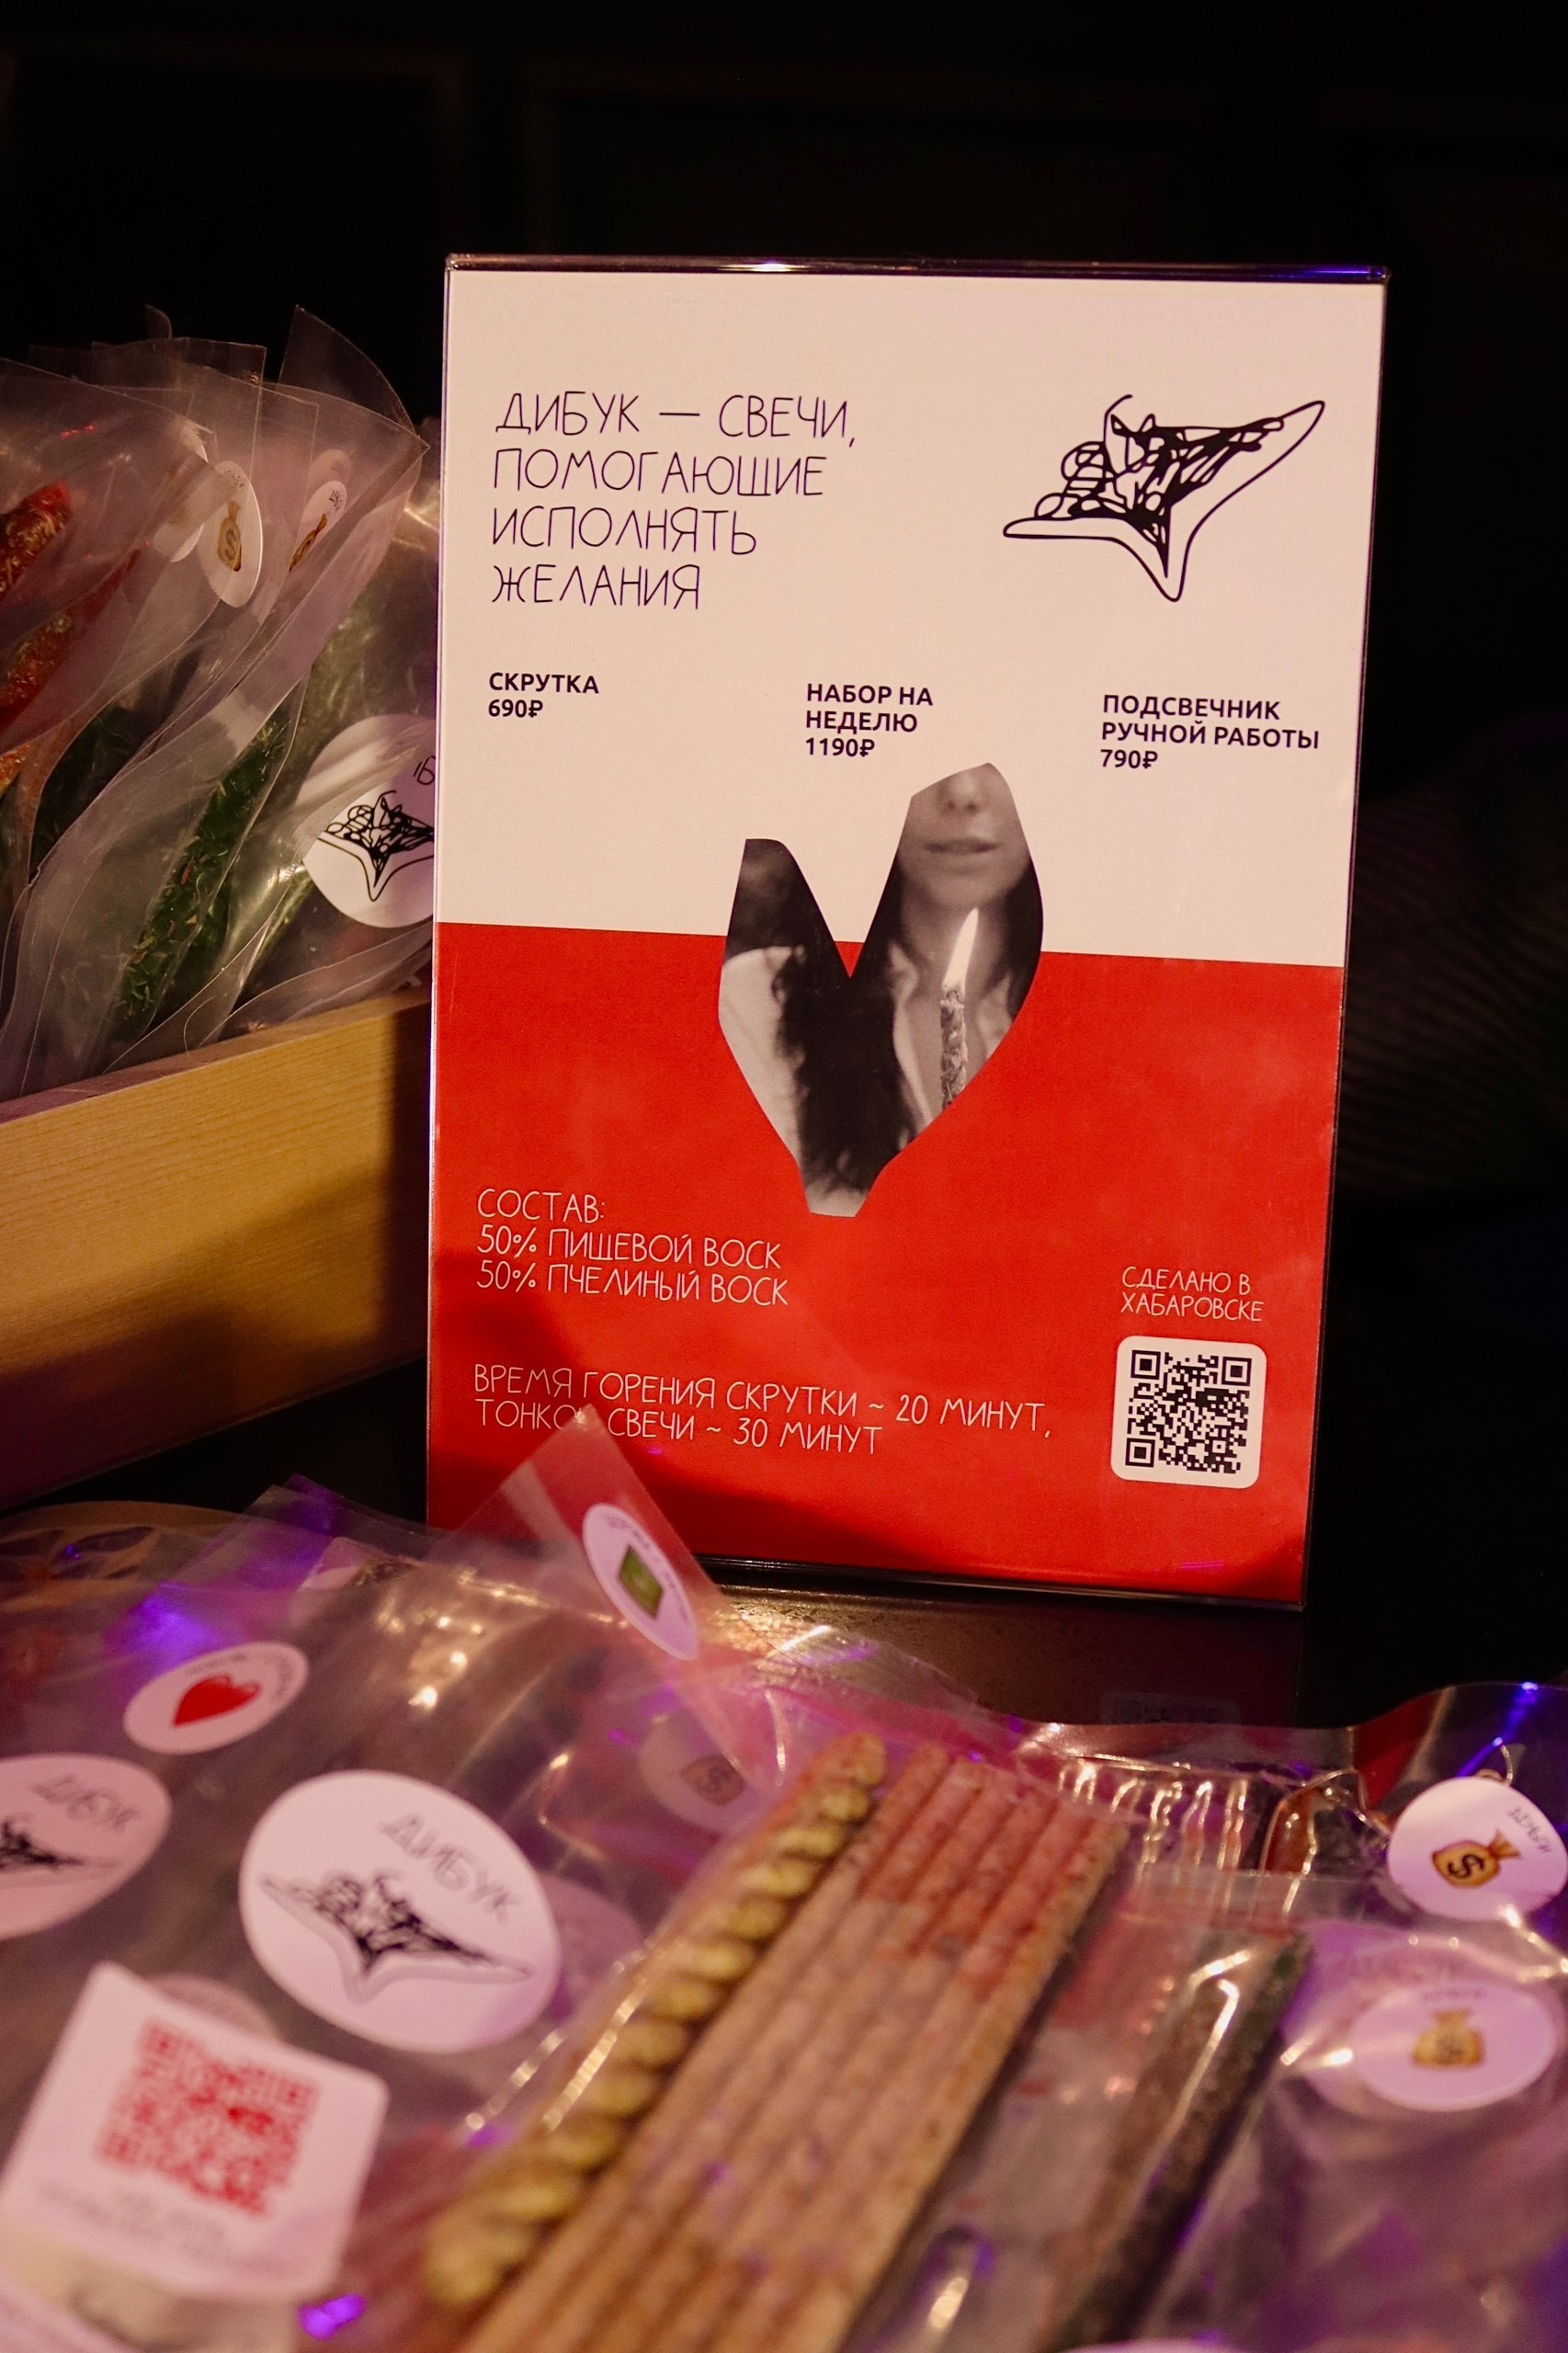 ДИБУК — СВЕЧИ,
ПОМОГАЮЩИЕ
ИСПОЛНЯТЬ
ЖЕЛАНИЯ
СКРУТКА
690₽
НАБОР НА
НЕДЕЛЮ
1190₽
ПОДСВЕЧНИК
РУЧНОЙ РАБОТЫ
790₽
СОСТАВ:
50% ПИЩЕВОЙ ВОСК
50% ПЧЕЛИНЫЙ ВОСК
СДЕЛАНО В
ХАБАРОВСКЕ
ВРЕМЯ ГОРЕНИЯ СКРУТКИ ~ 20 МИНУТ,
СВЕЧИ ~ 30 МИНУТ
ДИБУК
ДИБУК